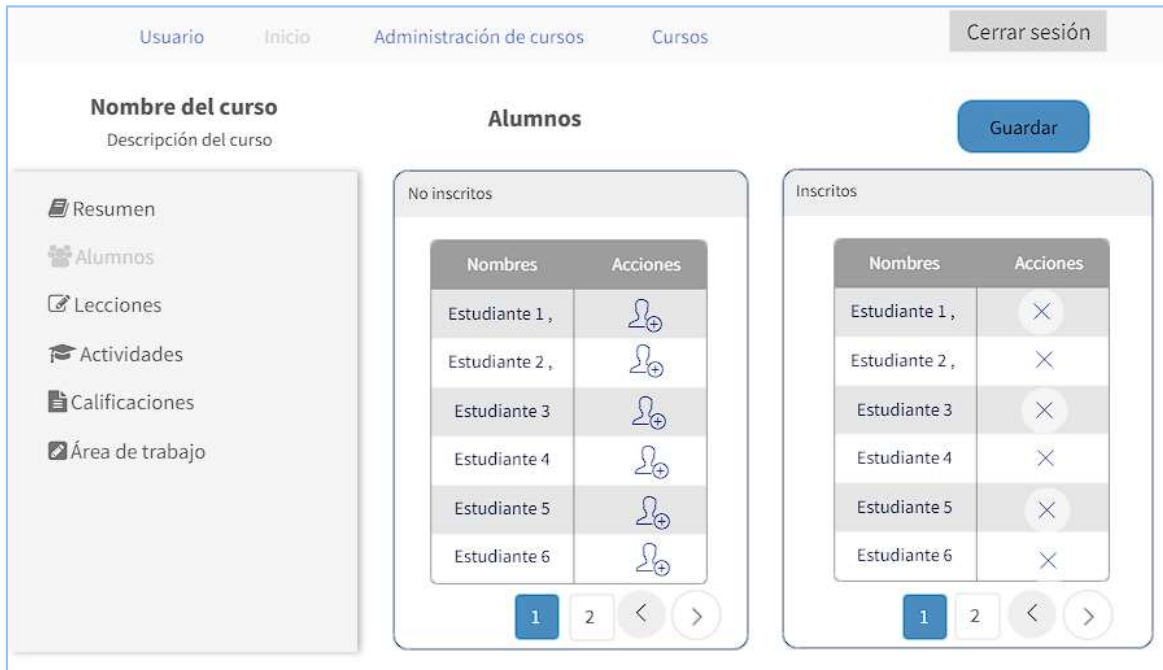 Usuario Inicio Administración de cursos Cursos Cerrar sesión
Nombre del curso
Descripción del curso
Alumnos
Guardar
Resumen
Alumnos
Lecciones
Actividades
Calificaciones
Área de trabajo
No inscritos
Nombres Acciones
Estudiante 1 ,
Estudiante 2 ,
Estudiante 3
Estudiante 4
Estudiante 5
Estudiante 6
1 2 < >
Inscritos
Nombres Acciones
Estudiante 1 ,
Estudiante 2 ,
Estudiante 3
Estudiante 4
Estudiante 5
Estudiante 6
1 2 < >